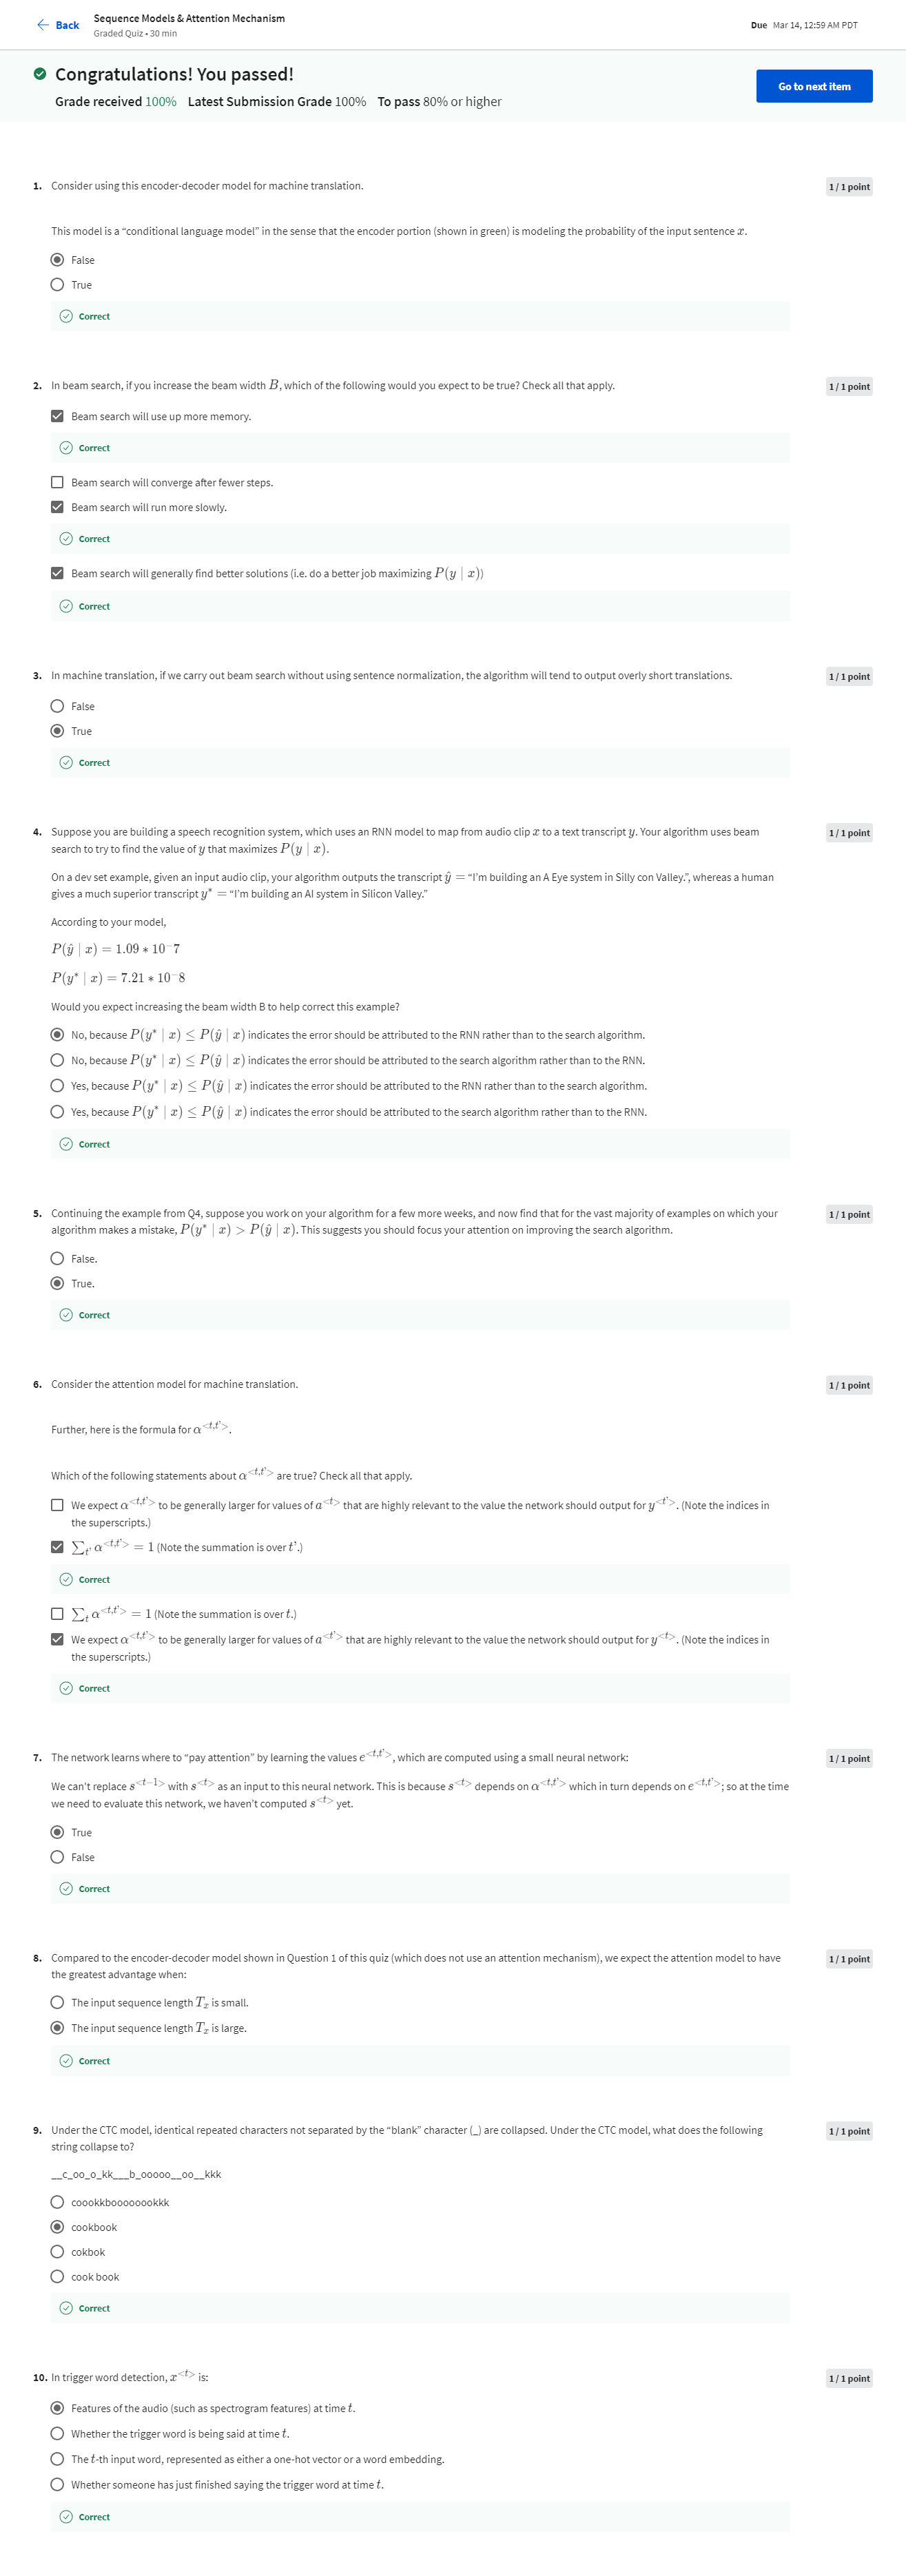 Back
Sequence Models & Attention Mechanism
Graded Quiz • 30 min
Due Mar 14, 12:59 AM PDT
Congratulations! You passed!
Grade received 100% Latest Submission Grade 100% To pass 80% or higher
Go to next item
1. Consider using this encoder-decoder model for machine translation.
1 / 1 point
This model is a “conditional language model” in the sense that the encoder portion (shown in green) is modeling the probability of the input sentence x.
False
True
Correct
2. In beam search, if you increase the beam width B, which of the following would you expect to be true? Check all that apply.
1 / 1 point
Beam search will use up more memory.
Correct
Beam search will converge after fewer steps.
Beam search will run more slowly.
Correct
Beam search will generally find better solutions (i.e. do a better job maximizing P(y | x))
Correct
3. In machine translation, if we carry out beam search without using sentence normalization, the algorithm will tend to output overly short translations.
1 / 1 point
False
True
Correct
4. Suppose you are building a speech recognition system, which uses an RNN model to map from audio clip x to a text transcript y. Your algorithm uses beam
search to try to find the value of y that maximizes P(y | x).
1 / 1 point
On a dev set example, given an input audio clip, your algorithm outputs the transcript ŷ = “I’m building an A Eye system in Silly con Valley.”, whereas a human
gives a much superior transcript y* = “I’m building an AI system in Silicon Valley.”
According to your model,
P(ŷ | x) = 1.09 * 10⁻7
P(y* | x) = 7.21 * 10⁻8
Would you expect increasing the beam width B to help correct this example?
No, because P(y* | x) ≤ P(ŷ | x) indicates the error should be attributed to the RNN rather than to the search algorithm.
No, because P(y* | x) ≤ P(ŷ | x) indicates the error should be attributed to the search algorithm rather than to the RNN.
Yes, because P(y* | x) ≤ P(ŷ | x) indicates the error should be attributed to the RNN rather than to the search algorithm.
Yes, because P(y* | x) ≤ P(ŷ | x) indicates the error should be attributed to the search algorithm rather than to the RNN.
Correct
5. Continuing the example from Q4, suppose you work on your algorithm for a few more weeks, and now find that for the vast majority of examples on which your
algorithm makes a mistake, P(y* | x) > P(ŷ | x). This suggests you should focus your attention on improving the search algorithm.
1 / 1 point
False.
True.
Correct
6. Consider the attention model for machine translation.
1 / 1 point
Further, here is the formula for α^<t,t’>.
Which of the following statements about α^<t,t’> are true? Check all that apply.
We expect α^<t,t’> to be generally larger for values of a^<t> that are highly relevant to the value the network should output for y^<t’>. (Note the indices in
the superscripts.)
∑_t’ α^<t,t’> = 1 (Note the summation is over t’.)
Correct
∑_t α^<t,t’> = 1 (Note the summation is over t.)
We expect α^<t,t’> to be generally larger for values of a^<t’> that are highly relevant to the value the network should output for y^<t>. (Note the indices in
the superscripts.)
Correct
7. The network learns where to “pay attention” by learning the values e^<t,t’>, which are computed using a small neural network:
1 / 1 point
We can't replace s^<t−1> with s^<t> as an input to this neural network. This is because s^<t> depends on α^<t,t’> which in turn depends on e^<t,t’>; so at the time
we need to evaluate this network, we haven’t computed s^<t> yet.
True
False
Correct
8. Compared to the encoder-decoder model shown in Question 1 of this quiz (which does not use an attention mechanism), we expect the attention model to have
the greatest advantage when:
1 / 1 point
The input sequence length T_x is small.
The input sequence length T_x is large.
Correct
9. Under the CTC model, identical repeated characters not separated by the “blank” character (_) are collapsed. Under the CTC model, what does the following
string collapse to?
1 / 1 point
__c_oo_o_kk___b_ooooo__oo__kkk
coookkboooooookkk
cookbook
cokbok
cook book
Correct
10. In trigger word detection, x^<t> is:
1 / 1 point
Features of the audio (such as spectrogram features) at time t.
Whether the trigger word is being said at time t.
The t-th input word, represented as either a one-hot vector or a word embedding.
Whether someone has just finished saying the trigger word at time t.
Correct